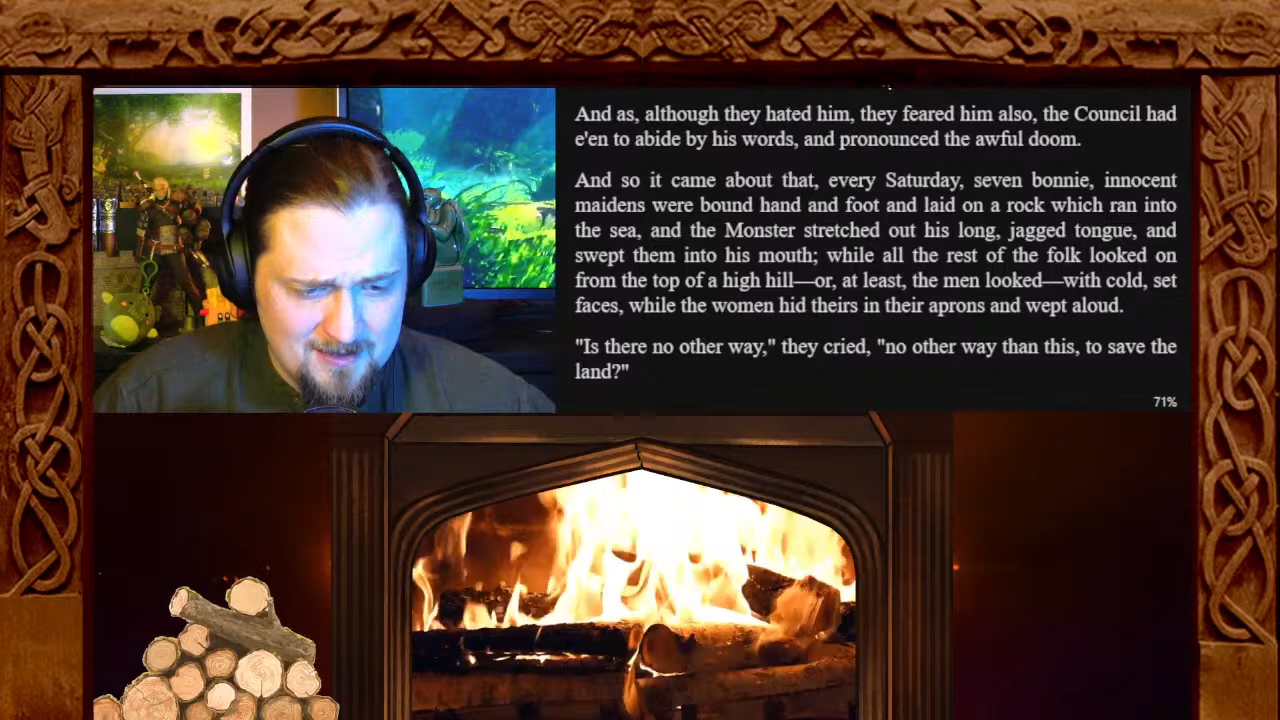 And as, although they hated him, they feared him also, the Council had
e'en to abide by his words, and pronounced the awful doom.
And so it came about that, every Saturday, seven bonnie, innocent
maidens were bound hand and foot and laid on a rock which ran into
the sea, and the Monster stretched out his long, jagged tongue, and
swept them into his mouth; while all the rest of the folk looked on
from the top of a high hill—or, at least, the men looked—with cold, set
faces, while the women hid theirs in their aprons and wept aloud.
"Is there no other way," they cried, "no other way than this, to save the
land?"
71%